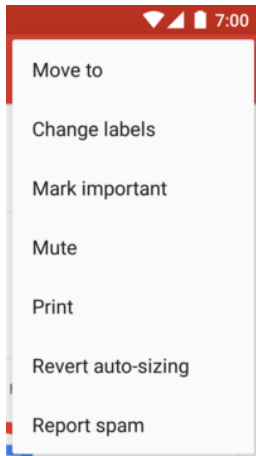 7:00
Move to
Change labels
Mark important
Mute
Print
Revert auto-sizing
Report spam